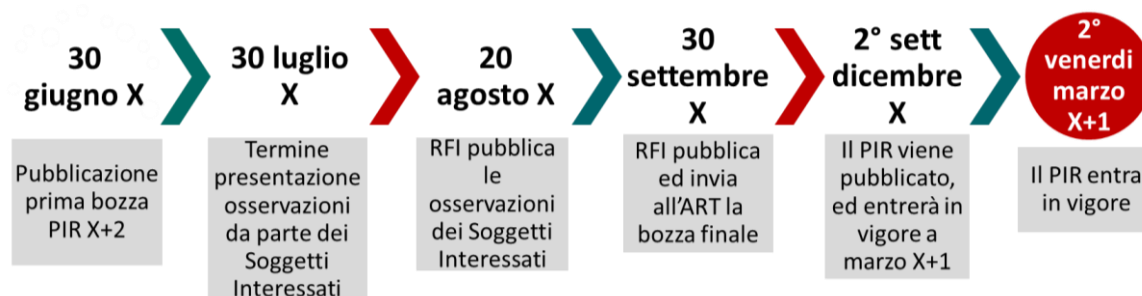 30
giugno X
Pubblicazione
prima bozza
PIR X+2
30 luglio
X
Termine
presentazione
osservazioni
da parte dei
Soggetti
Interessati
20
agosto X
RFI pubblica
le
osservazioni
dei Soggetti
Interessati
30
settembre
X
RFI pubblica
ed invia
all'ART la
bozza finale
2° sett
dicembre
X
Il PIR viene
pubblicato,
ed entrerà in
vigore a
marzo X+1
2°
venerdi
marzo
X+1
Il PIR entra
in vigore